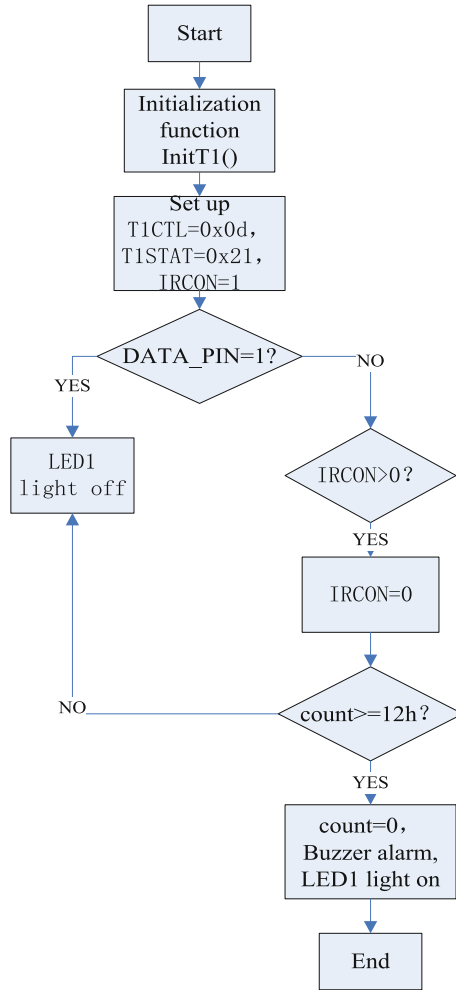 Start
Initialization
function
InitT1()
Set up
T1CTL=0x0d,
T1STAT=0x21,
IRCON=1
DATA_PIN=1?
YES
NO
LED1
light off
IRCON>0?
YES
IRCON=0
count>=12h?
NO
YES
count=0,
Buzzer alarm,
LED1 light on
End